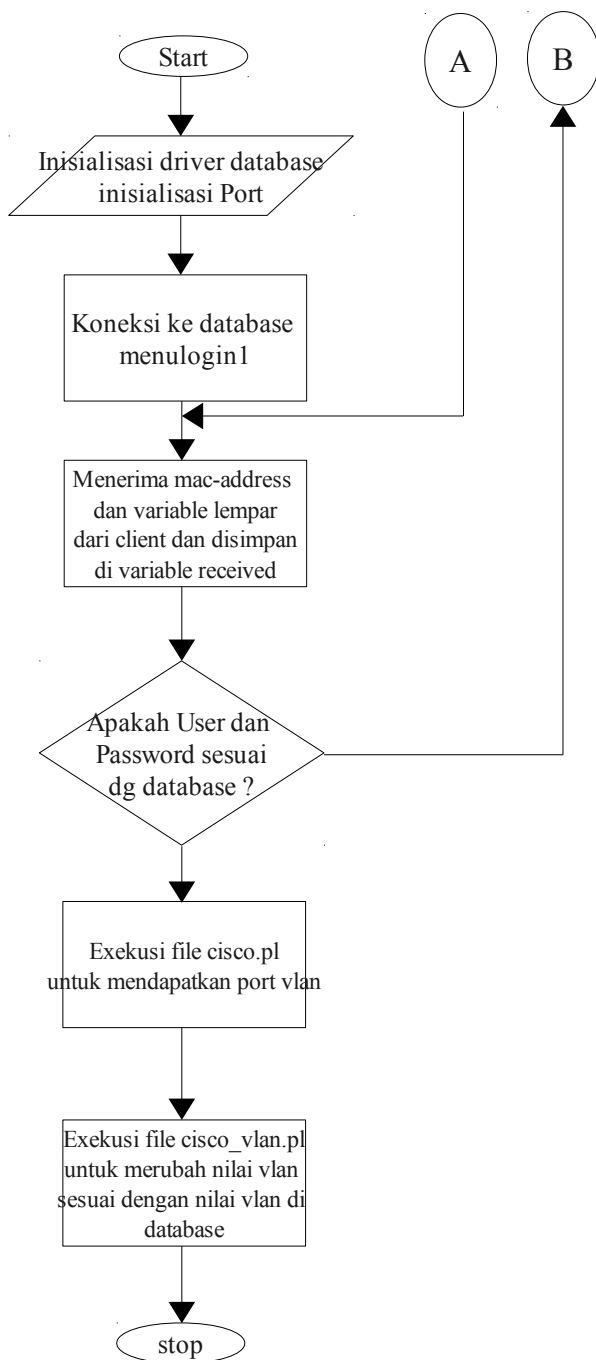 Start
A
B
Inisialisasi driver database
inisialisasi Port
Koneksi ke database
menulogin1
Menerima mac-address
dan variable lempar
dari client dan disimpan
di variable received
Apakah User dan
Password sesuai
dg database ?
Exekusi file cisco.pl
untuk mendapatkan port vlan
Exekusi file cisco_vlan.pl
untuk merubah nilai vlan
sesuai dengan nilai vlan di
database
stop